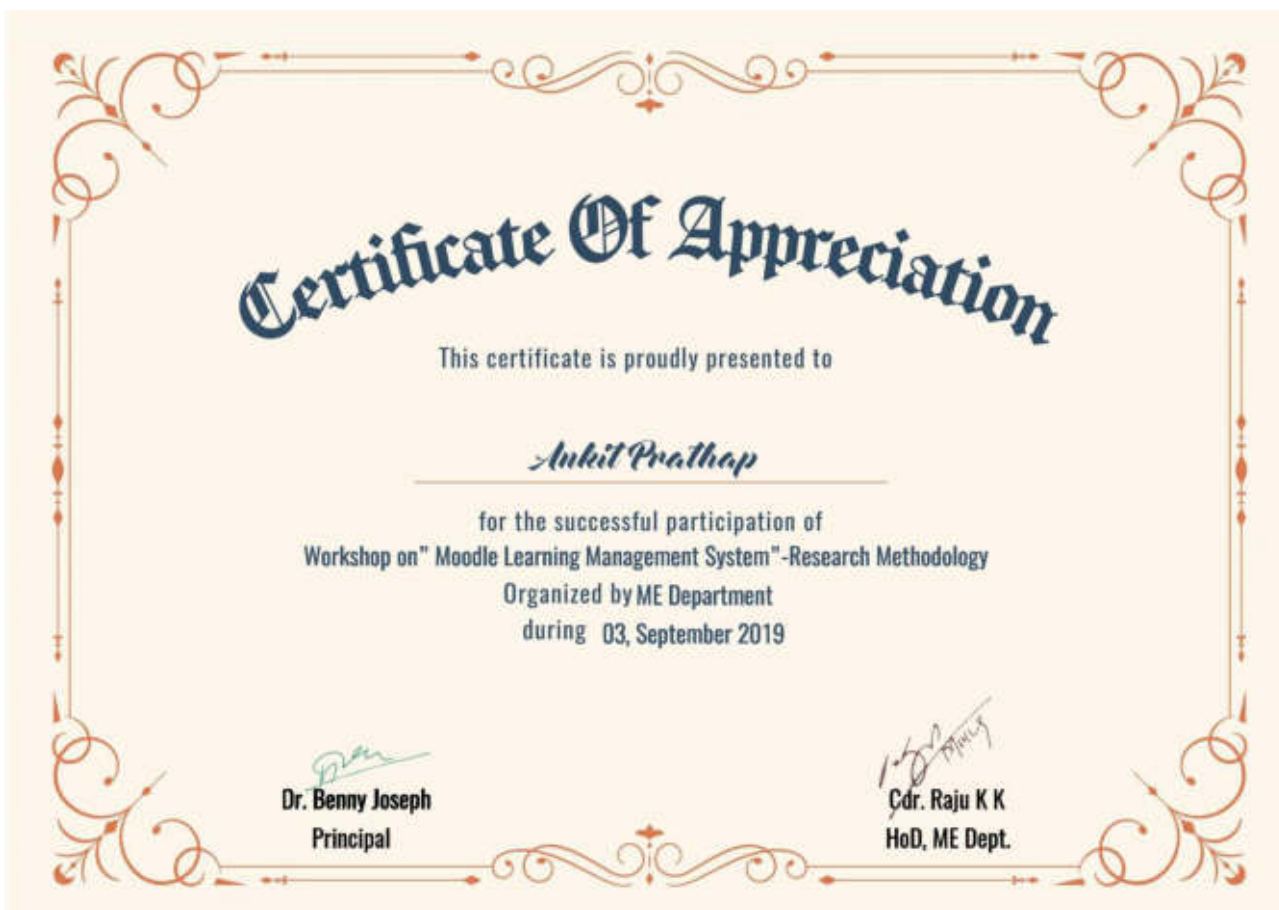 Certificate Of Appreciation
This certificate is proudly presented to
Ankit Prathap
for the successful participation of
Workshop on" Moodle Learning Management System"-Research Methodology
Organized by ME Department
during 03, September 2019
Dr. Benny Joseph
Principal
Cdr. Raju K K
HoD, ME Dept.